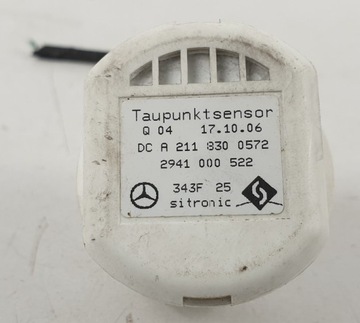 Taupunktsensor
Q 04 17.10.06
DC A 211 830 0572
2941 000 522
343F 25
sitronic